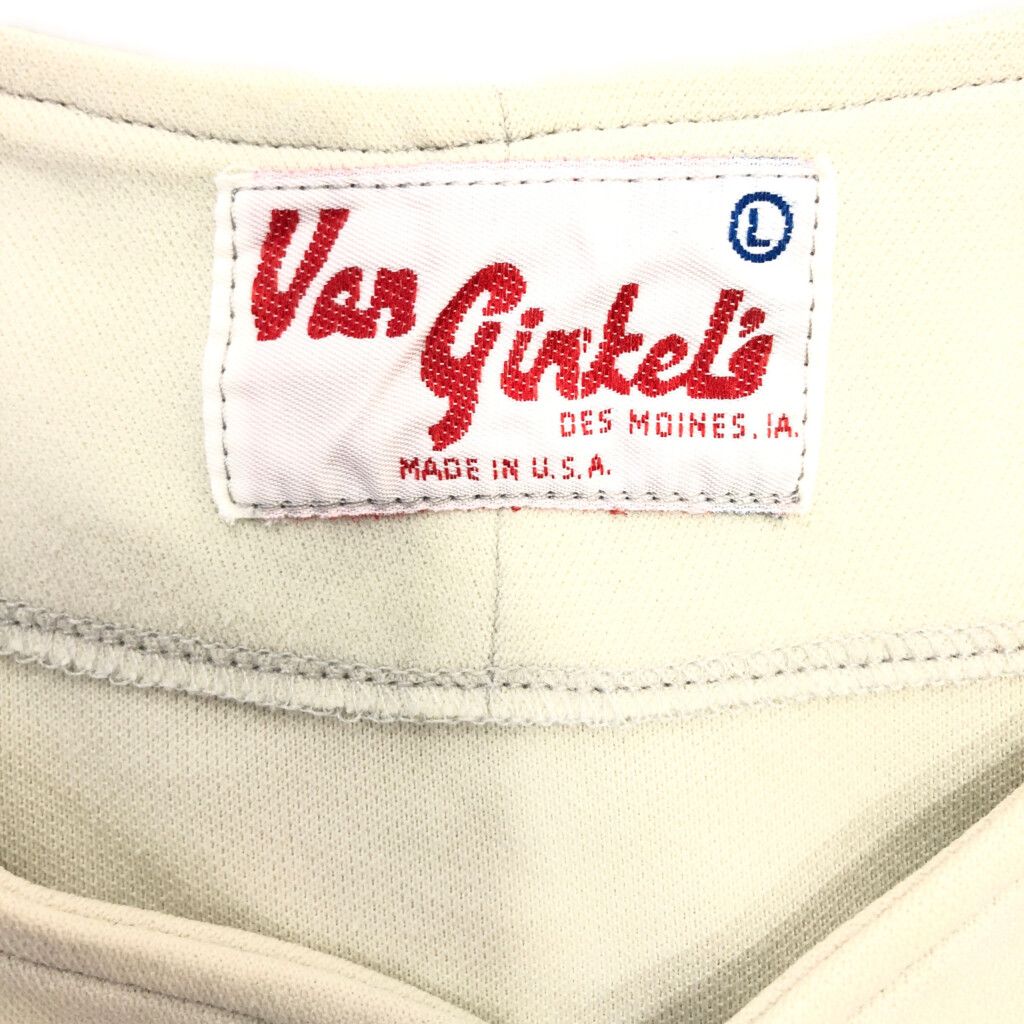 L
Van
Ginkel's
DES MOINES, IA.
MADE IN U.S.A.